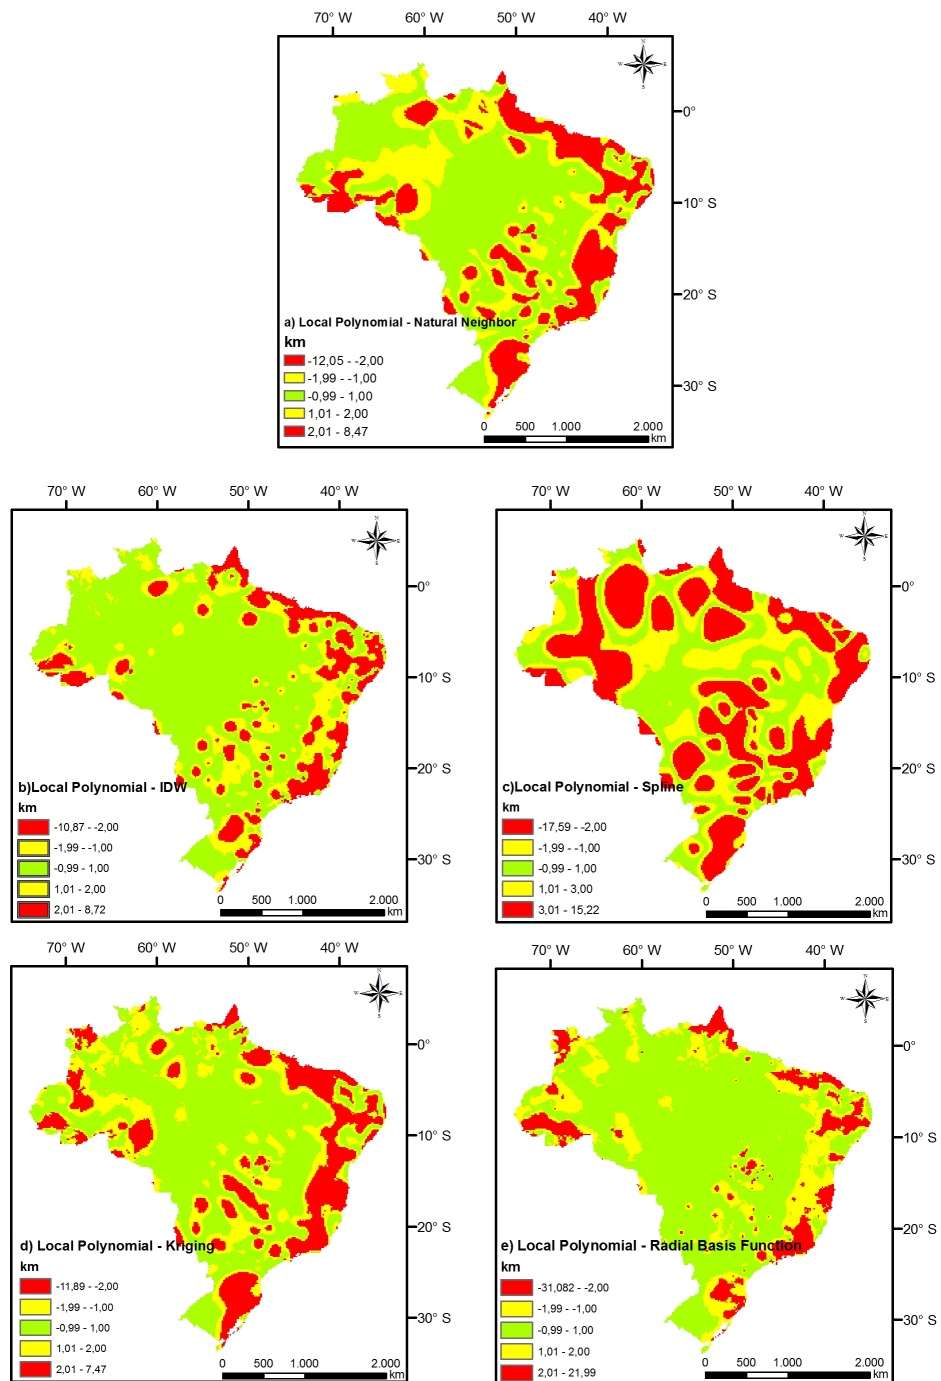 70° W 60° W 50° W 40° W
N
W E
S
0°
10° S
20° S
30° S
a) Local Polynomial - Natural Neighbor
km
-12,05 - -2,00
-1,99 - -1,00
-0,99 - 1,00
1,01 - 2,00
2,01 - 8,47
0 500 1.000 2.000
km
70° W 60° W 50° W 40° W
N
W E
S
0°
10° S
20° S
30° S
b)Local Polynomial - IDW
km
-10,87 - -2,00
-1,99 - -1,00
-0,99 - 1,00
1,01 - 2,00
2,01 - 8,72
0 500 1.000 2.000
km
70° W 60° W 50° W 40° W
N
W E
S
0°
10° S
20° S
30° S
c)Local Polynomial - Spline
km
-17,59 - -2,00
-1,99 - -1,00
-0,99 - 1,00
1,01 - 3,00
3,01 - 15,22
0 500 1.000 2.000
km
70° W 60° W 50° W 40° W
N
W E
S
0°
10° S
20° S
30° S
d) Local Polynomial - Kriging
km
-11,89 - -2,00
-1,99 - -1,00
-0,99 - 1,00
1,01 - 2,00
2,01 - 7,47
0 500 1.000 2.000
km
70° W 60° W 50° W 40° W
N
W E
S
0°
10° S
20° S
30° S
e) Local Polynomial - Radial Basis Function
km
-31,082 - -2,00
-1,99 - -1,00
-0,99 - 1,00
1,01 - 2,00
2,01 - 21,99
0 500 1.000 2.000
km